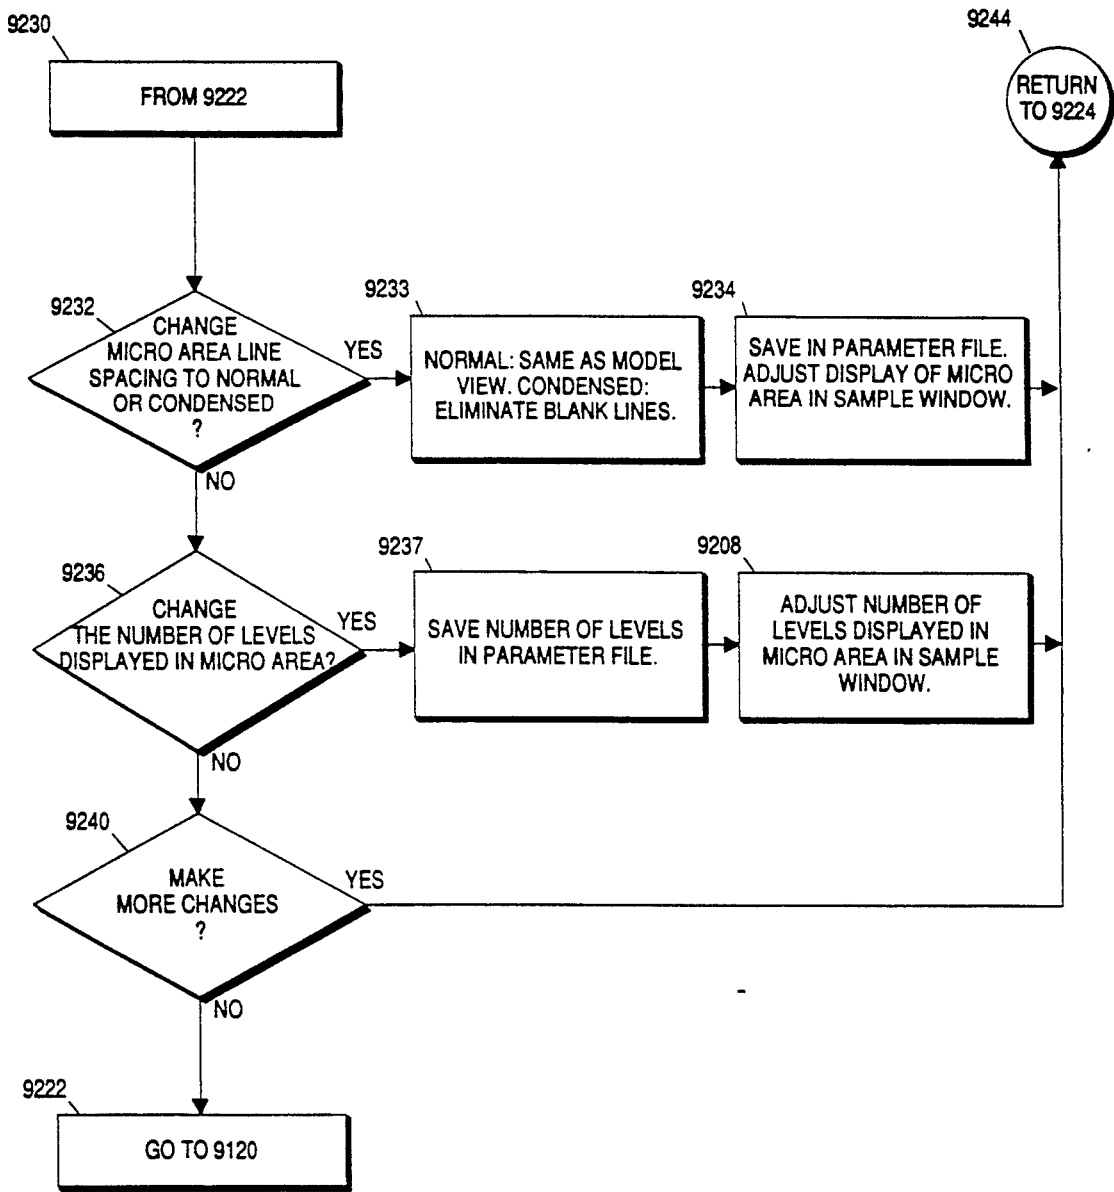 9230
FROM 9222
9244
RETURN
TO 9224
9232
CHANGE
MICRO AREA LINE
SPACING TO NORMAL
OR CONDENSED
?
YES
NO
9233
NORMAL: SAME AS MODEL
VIEW. CONDENSED:
ELIMINATE BLANK LINES.
9234
SAVE IN PARAMETER FILE.
ADJUST DISPLAY OF MICRO
AREA IN SAMPLE WINDOW.
9236
CHANGE
THE NUMBER OF LEVELS
DISPLAYED IN MICRO AREA?
YES
NO
9237
SAVE NUMBER OF LEVELS
IN PARAMETER FILE.
9208
ADJUST NUMBER OF
LEVELS DISPLAYED IN
MICRO AREA IN SAMPLE
WINDOW.
9240
MAKE
MORE CHANGES
?
YES
NO
9222
GO TO 9120